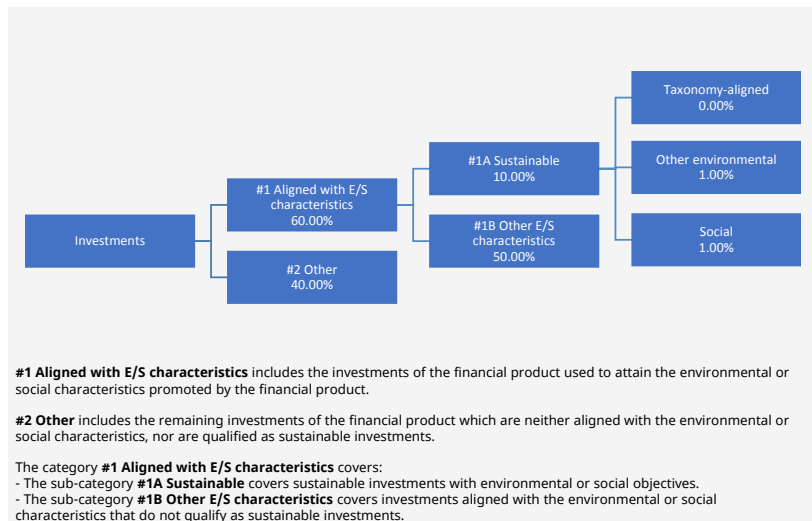 Taxonomy-aligned
0.00%
#1A Sustainable
10.00%
Other environmental
1.00%
#1 Aligned with E/S
characteristics
60.00%
#1B Other E/S
characteristics
50.00%
Social
1.00%
Investments
#2 Other
40.00%
#1 Aligned with E/S characteristics includes the investments of the financial product used to attain the environmental or
social characteristics promoted by the financial product.
#2 Other includes the remaining investments of the financial product which are neither aligned with the environmental or
social characteristics, nor are qualified as sustainable investments.
The category #1 Aligned with E/S characteristics covers:
- The sub-category #1A Sustainable covers sustainable investments with environmental or social objectives.
- The sub-category #1B Other E/S characteristics covers investments aligned with the environmental or social
characteristics that do not qualify as sustainable investments.